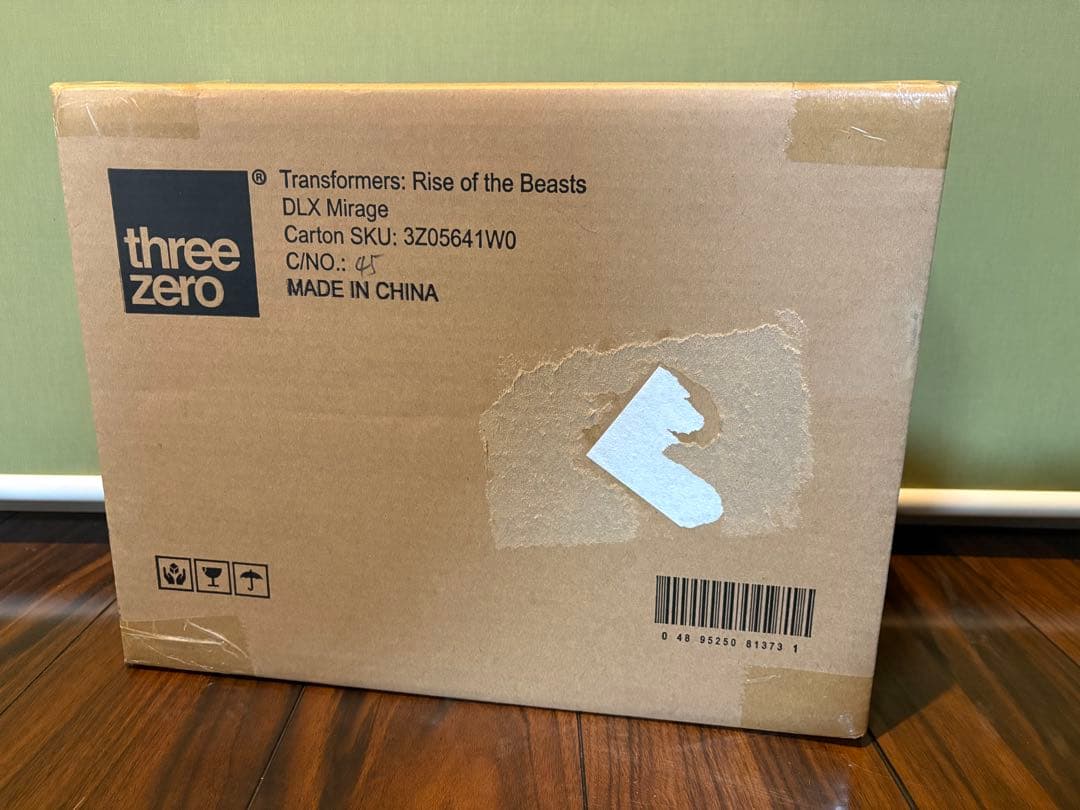 three
zero
®
Transformers: Rise of the Beasts
DLX Mirage
Carton SKU: 3Z05641W0
C/NO.: 45
MADE IN CHINA
0 48 95250 81373 1